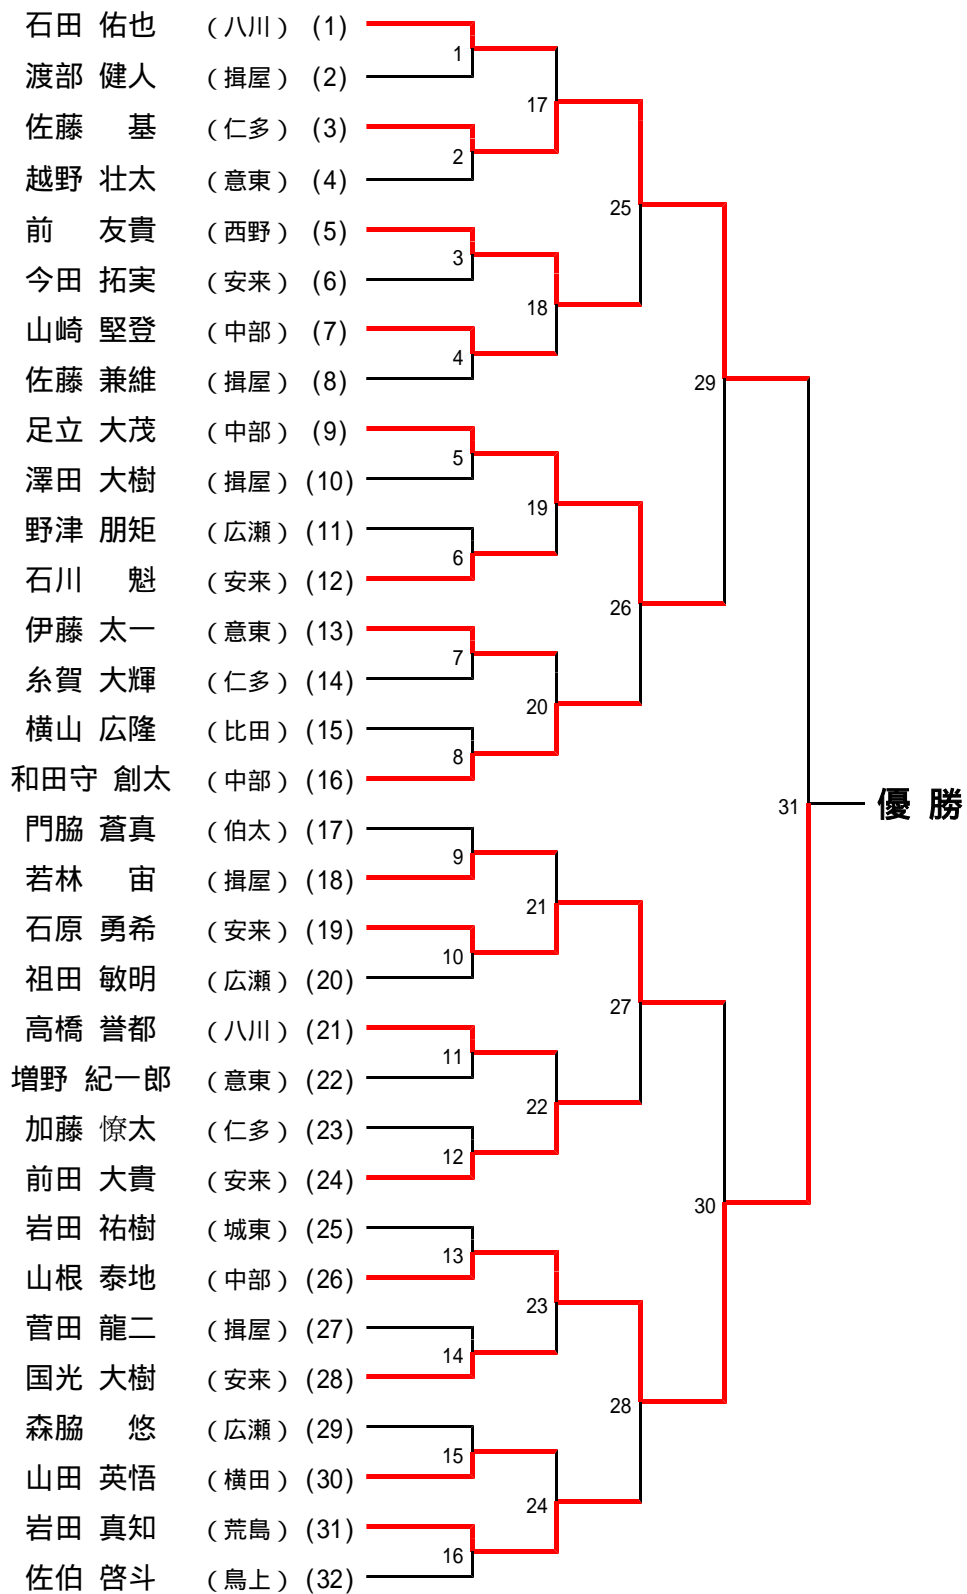 石田 佑也 （八川） (1)
1
渡部 健人 （揖屋） (2)
17
佐藤 基 （仁多） (3)
2
越野 壮太 （意東） (4)
25
前 友貴 （西野） (5)
3
今田 拓実 （安来） (6)
18
山崎 堅登 （中部） (7)
4
佐藤 兼維 （揖屋） (8)
29
足立 大茂 （中部） (9)
5
澤田 大樹 （揖屋） (10)
19
野津 朋矩 （広瀬） (11)
6
石川 魁 （安来） (12)
26
伊藤 太一 （意東） (13)
7
糸賀 大輝 （仁多） (14)
20
横山 広隆 （比田） (15)
8
和田守 創太 （中部） (16)
31 優 勝
門脇 蒼真 （伯太） (17)
9
若林 宙 （揖屋） (18)
21
石原 勇希 （安来） (19)
10
祖田 敏明 （広瀬） (20)
27
高橋 誉都 （八川） (21)
11
増野 紀一郎 （意東） (22)
22
加藤 憭太 （仁多） (23)
12
前田 大貴 （安来） (24)
30
岩田 祐樹 （城東） (25)
13
山根 泰地 （中部） (26)
23
菅田 龍二 （揖屋） (27)
14
国光 大樹 （安来） (28)
28
森脇 悠 （広瀬） (29)
15
山田 英悟 （横田） (30)
24
岩田 真知 （荒島） (31)
16
佐伯 啓斗 （鳥上） (32)